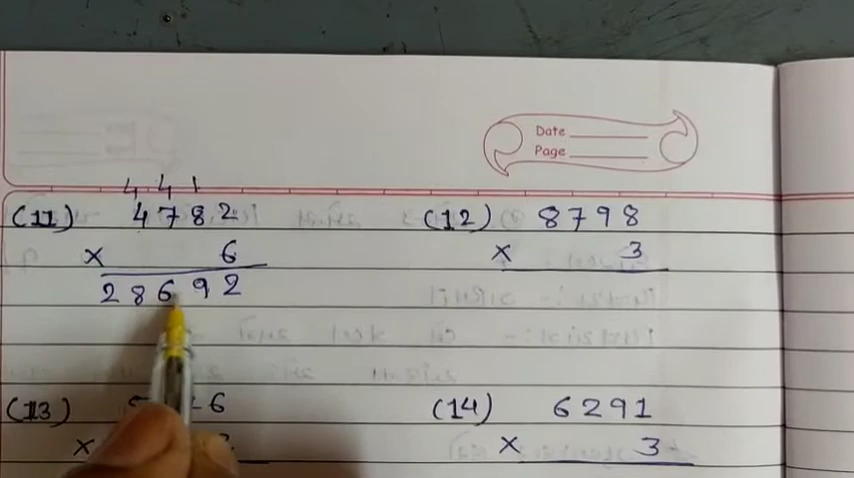 Date
Page
4 4 1
(11) 4782 (12) 8798
× 6 × 3
28692
(13) 6 (14) 6291
× × 3